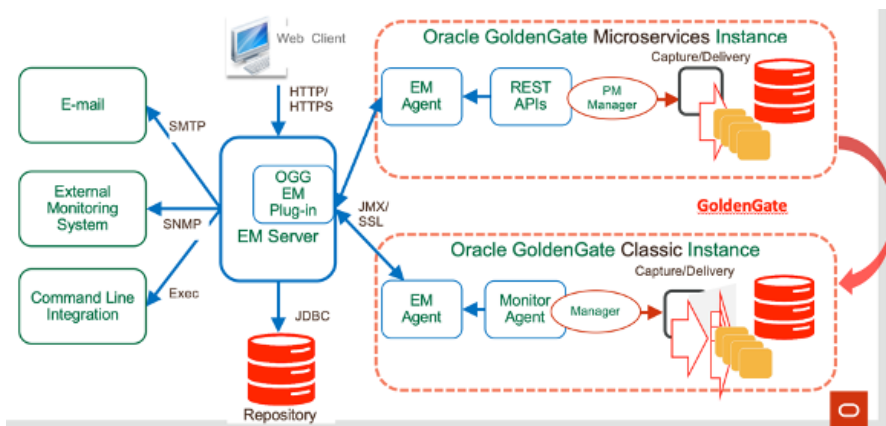 Web Client
HTTP/
HTTPS
E-mail
SMTP
External
Monitoring
System
SNMP
Command Line
Integration
Exec
OGG
EM
Plug-in
EM Server
JDBC
Repository
JMX/
SSL
Oracle GoldenGate Microservices Instance
Capture/Delivery
EM
Agent
REST
APIs
PM
Manager
GoldenGate
Oracle GoldenGate Classic Instance
Capture/Delivery
EM
Agent
Monitor
Agent
Manager